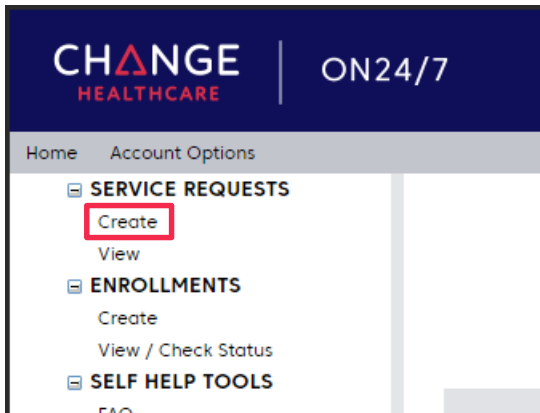 CHANGE
HEALTHCARE
ON24/7
Home Account Options
SERVICE REQUESTS
Create
View
ENROLLMENTS
Create
View / Check Status
SELF HELP TOOLS
FAQ